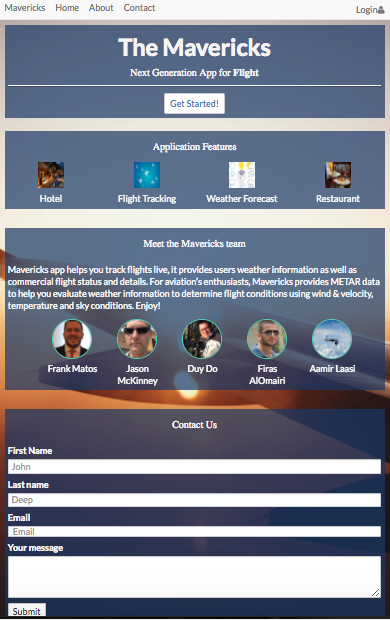 Mavericks Home About Contact Login
The Mavericks
Next Generation App for Flight
Get Started!
Application Features
Hotel Flight Tracking Weather Forecast Restaurant
Meet the Mavericks team
Mavericks app helps you track flights live, it provides users weather information as well as
commercial flight status and details. For aviation's enthusiasts, Mavericks provides METAR data
to help you evaluate weather information to determine flight conditions using wind & velocity,
temperature and sky conditions. Enjoy!
Frank Matos Jason Duy Do Firas Aamir Laasi
McKinney AlOmairi
Contact Us
First Name
John
Last name
Deep
Email
Email
Your message
Submit